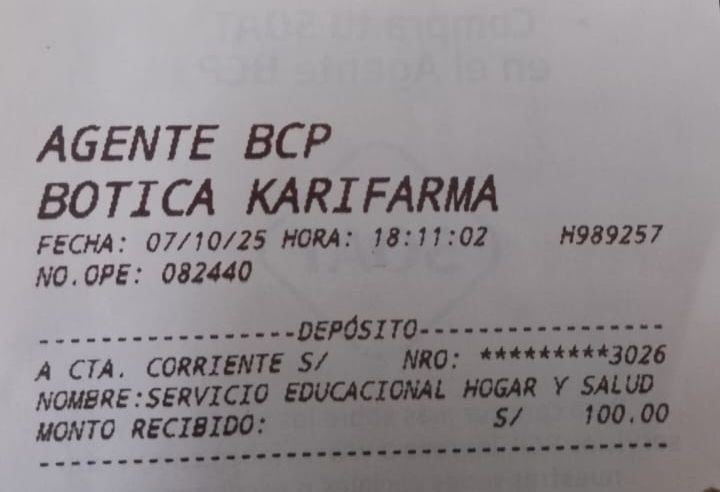 AGENTE BCP
BOTICA KARIFARMA
FECHA: 07/10/25 HORA: 18:11:02 H989257
NO.OPE: 082440
------------------DEPÓSITO------------------
A CTA. CORRIENTE S/ NRO: *********3026
NOMBRE:SERVICIO EDUCACIONAL HOGAR Y SALUD
MONTO RECIBIDO: S/ 100.00
--------------------------------------------